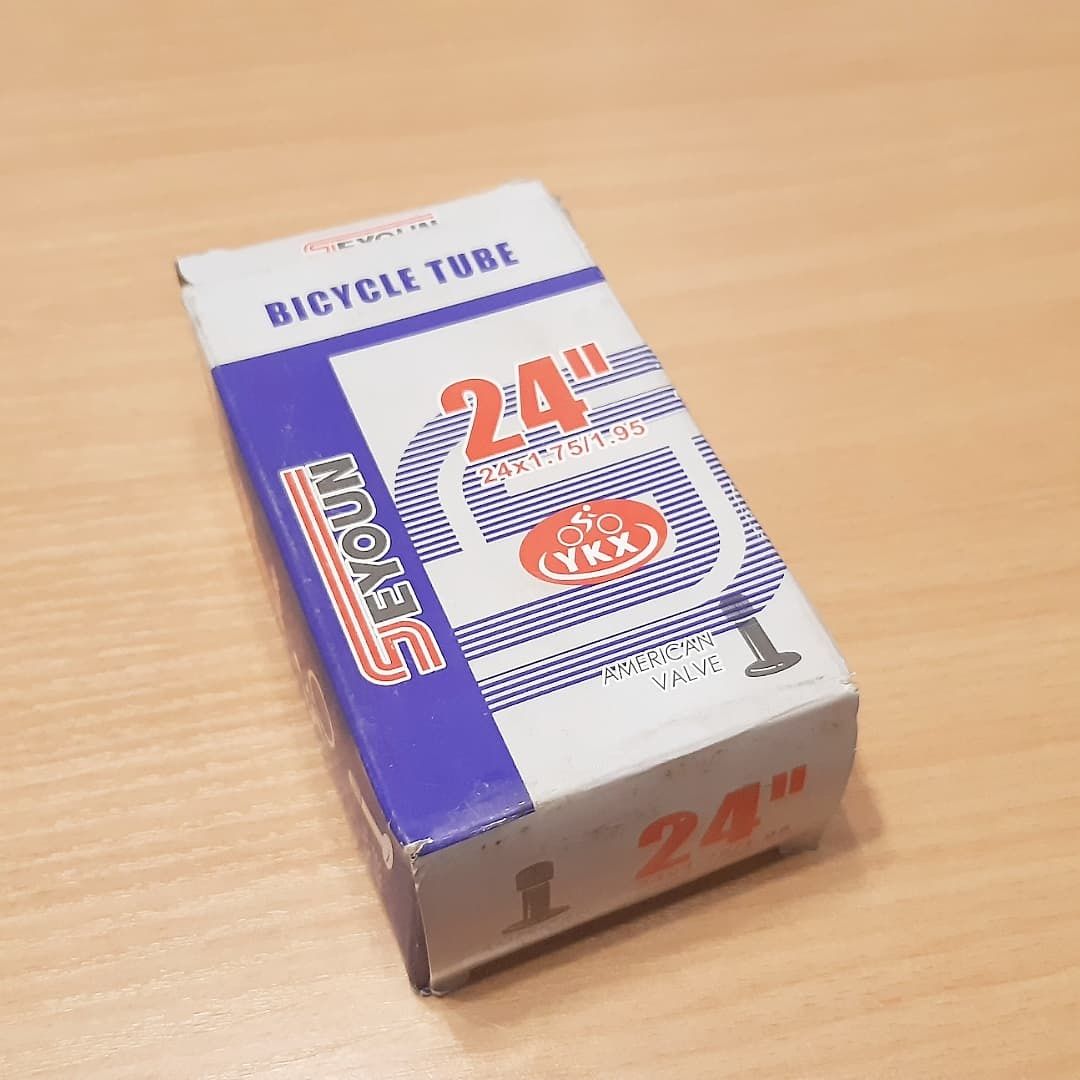 SEYOUN
BICYCLE TUBE
24"
24x1.75/1.95
SEYOUN
YKX
AMERICAN
VALVE
24"